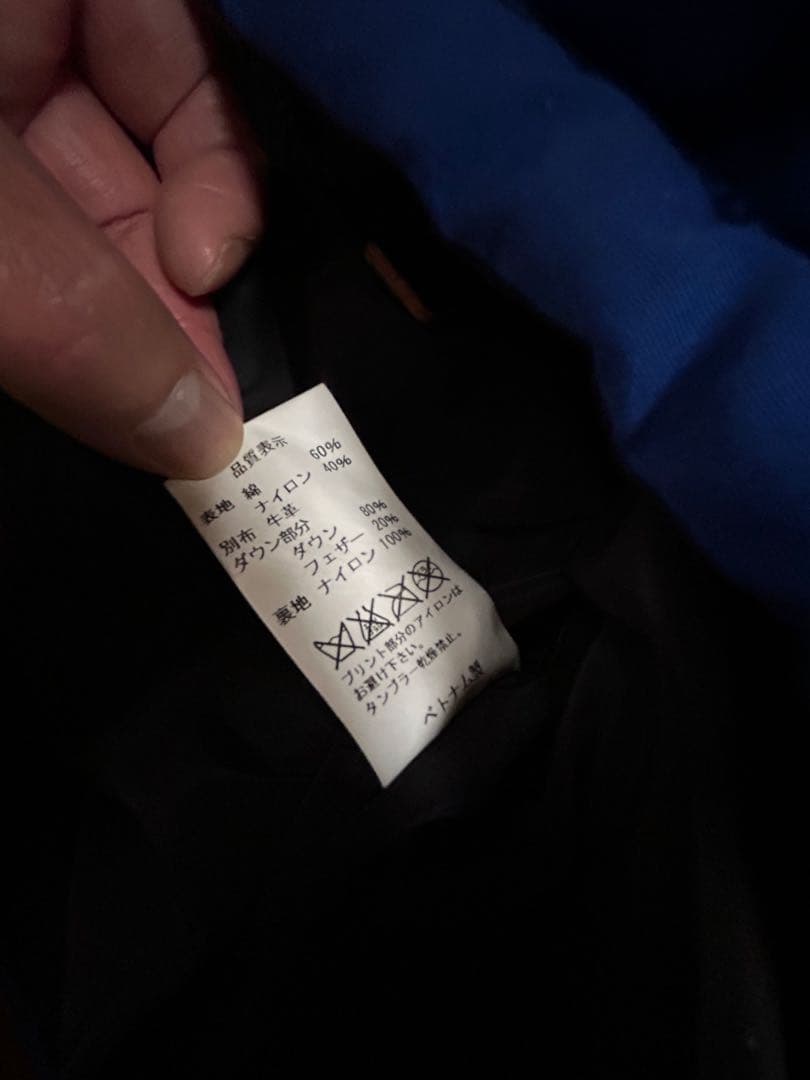 品質表示
表地 綿 60%
ナイロン 40%
別布 牛革
ダウン部分
ダウン 80%
フェザー 20%
裏地 ナイロン 100%
プリント部分のアイロンは
お避け下さい。
タンブラー乾燥禁止。
ベトナム製